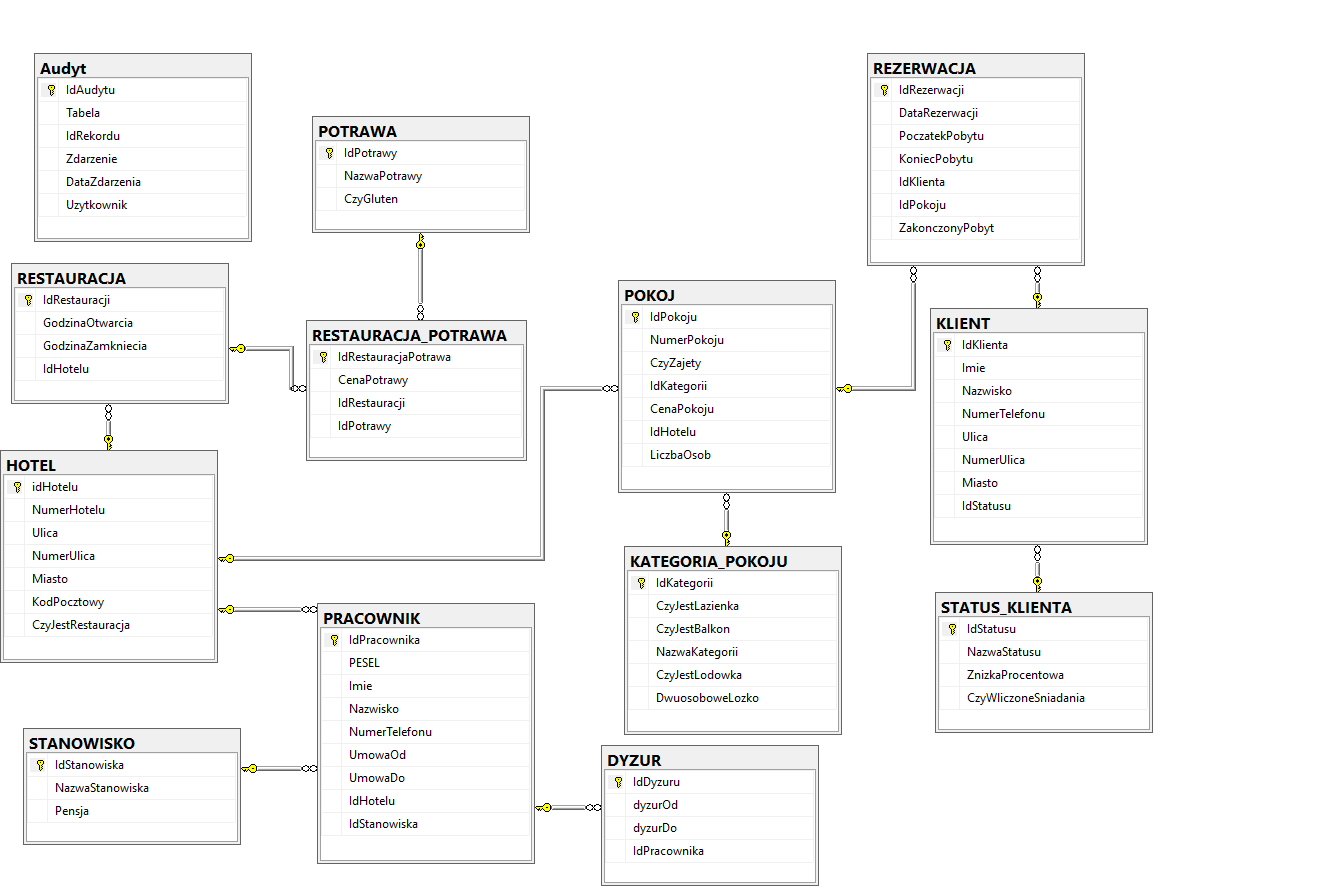 Audyt
IdAudytu
Tabela
IdRekordu
Zdarzenie
DataZdarzenia
Uzytkownik
POTRAWA
IdPotrawy
NazwaPotrawy
CzyGluten
REZERWACJA
IdRezerwacji
DataRezerwacji
PoczatekPobytu
KoniecPobytu
IdKlienta
IdPokoju
ZakonczonyPobyt
RESTAURACJA
IdRestauracji
GodzinaOtwarcia
GodzinaZamkniecia
IdHotelu
RESTAURACJA_POTRAWA
IdRestauracjaPotrawa
CenaPotrawy
IdRestauracji
IdPotrawy
POKOJ
IdPokoju
NumerPokoju
CzyZajety
IdKategorii
CenaPokoju
IdHotelu
LiczbaOsob
KLIENT
IdKlienta
Imie
Nazwisko
NumerTelefonu
Ulica
NumerUlica
Miasto
IdStatusu
HOTEL
idHotelu
NumerHotelu
Ulica
NumerUlica
Miasto
KodPocztowy
CzyJestRestauracja
KATEGORIA_POKOJU
IdKategorii
CzyJestLazienka
CzyJestBalkon
NazwaKategorii
CzyJestLodowka
DwuosoboweLozko
STATUS_KLIENTA
IdStatusu
NazwaStatusu
ZnizkaProcentowa
CzyWliczoneSniadania
PRACOWNIK
IdPracownika
PESEL
Imie
Nazwisko
NumerTelefonu
UmowaOd
UmowaDo
IdHotelu
IdStanowiska
STANOWISKO
IdStanowiska
NazwaStanowiska
Pensja
DYZUR
IdDyzuru
dyzurOd
dyzurDo
IdPracownika